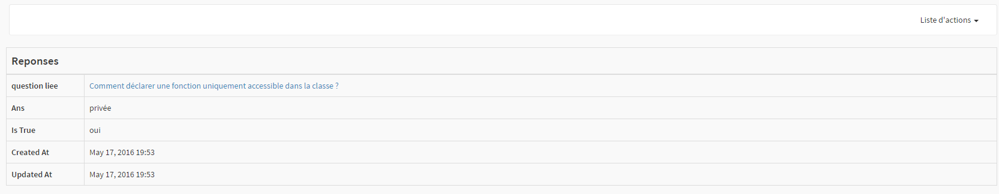 Liste d'actions
Reponses
question liee Comment déclarer une fonction uniquement accessible dans la classe ?
Ans privée
Is True oui
Created At May 17, 2016 19:53
Updated At May 17, 2016 19:53